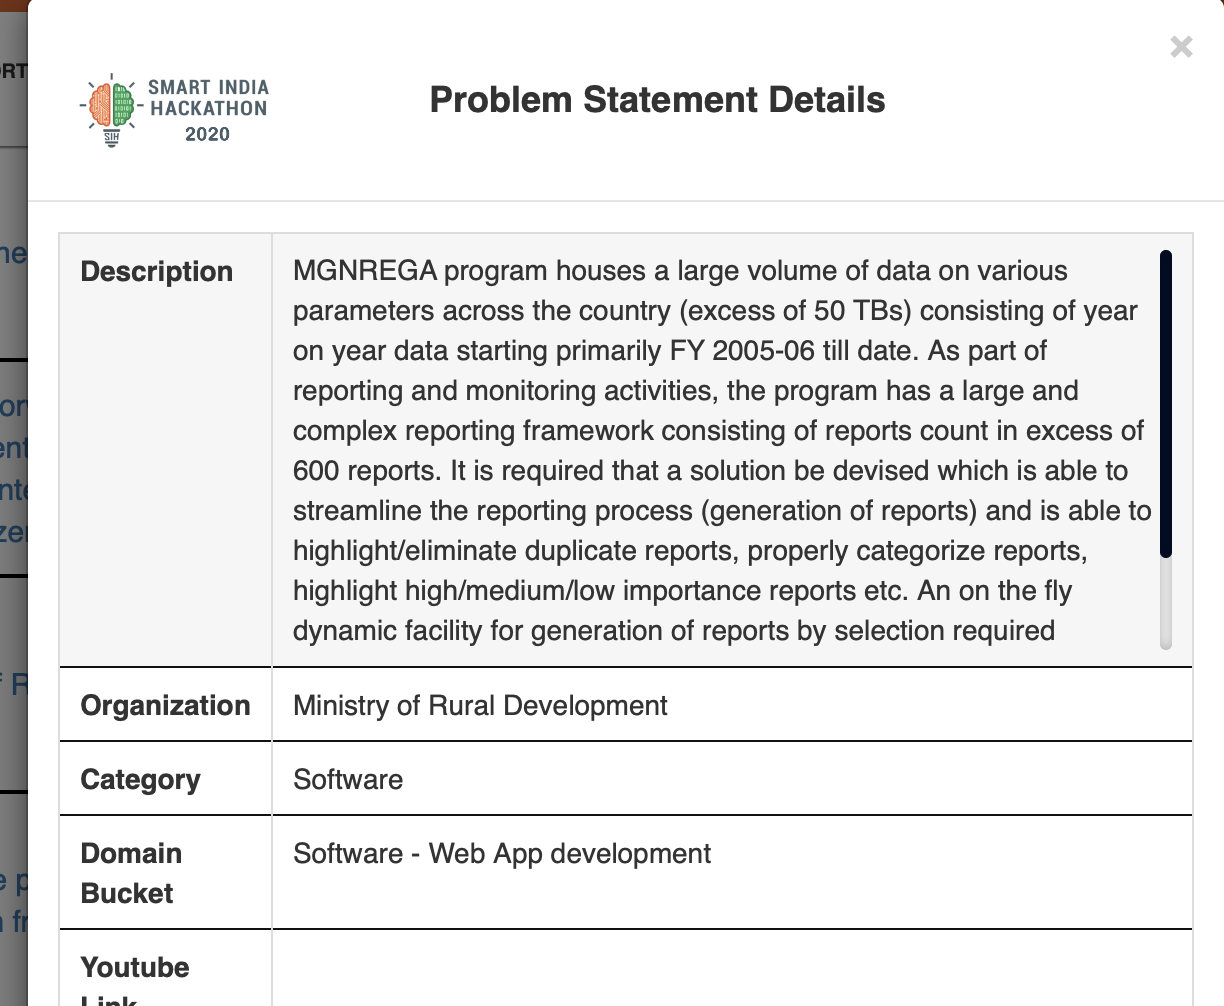 SMART INDIA
HACKATHON
2020
SIH
Problem Statement Details
×
Description
MGNREGA program houses a large volume of data on various
parameters across the country (excess of 50 TBs) consisting of year
on year data starting primarily FY 2005-06 till date. As part of
reporting and monitoring activities, the program has a large and
complex reporting framework consisting of reports count in excess of
600 reports. It is required that a solution be devised which is able to
streamline the reporting process (generation of reports) and is able to
highlight/eliminate duplicate reports, properly categorize reports,
highlight high/medium/low importance reports etc. An on the fly
dynamic facility for generation of reports by selection required
Organization
Ministry of Rural Development
Category
Software
Domain
Bucket
Software - Web App development
Youtube
Link